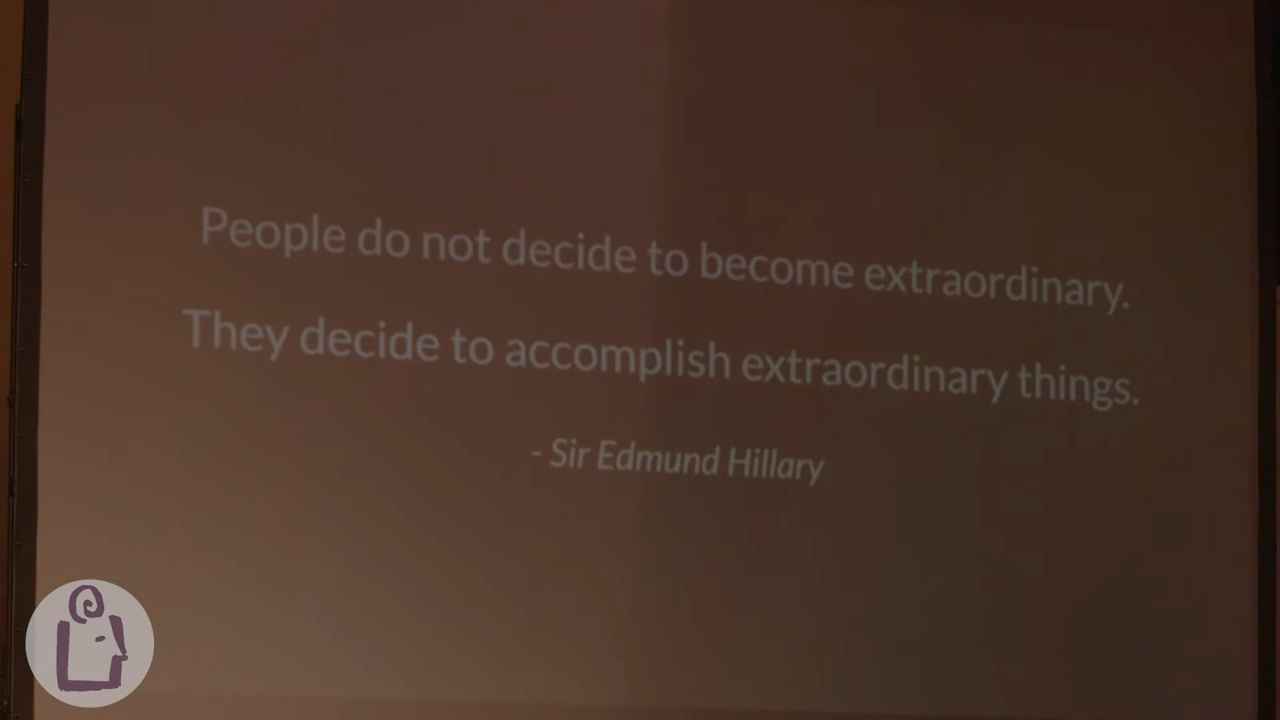 People do not decide to become extraordinary.
They decide to accomplish extraordinary things.
- Sir Edmund Hillary